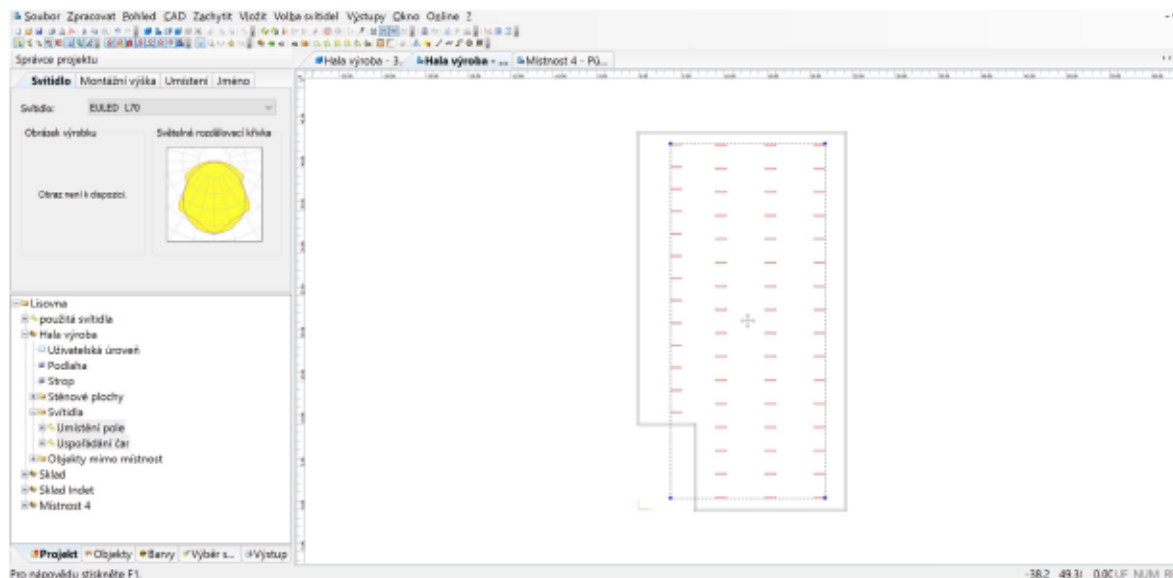 Soubor Zpracovat Pohled CAD Zachytit Vložit Volba svítidel Výstupy Okno Online ?
Správce projektu
Hala výroba - 3. Hala výroba - ... Místnost 4 - Pů...
Svítidlo Montážní výška Umístení Jméno
Svítidlo: EULED L70
Obrázek výrobku Světelná rozdělovací křivka
Obraz není k dispozici.
Lisovna
použitá svítidla
Hala výroba
Uživatelská úroveň
Podlaha
Strop
Stěnové plochy
Svítidla
Umístění pole
Uspořádání čar
Objekty mimo místnost
Sklad
Sklad Indet
Místnost 4
Projekt Objekty Barvy Výběr s... Výstup
Pro nápovědu stiskněte F1.